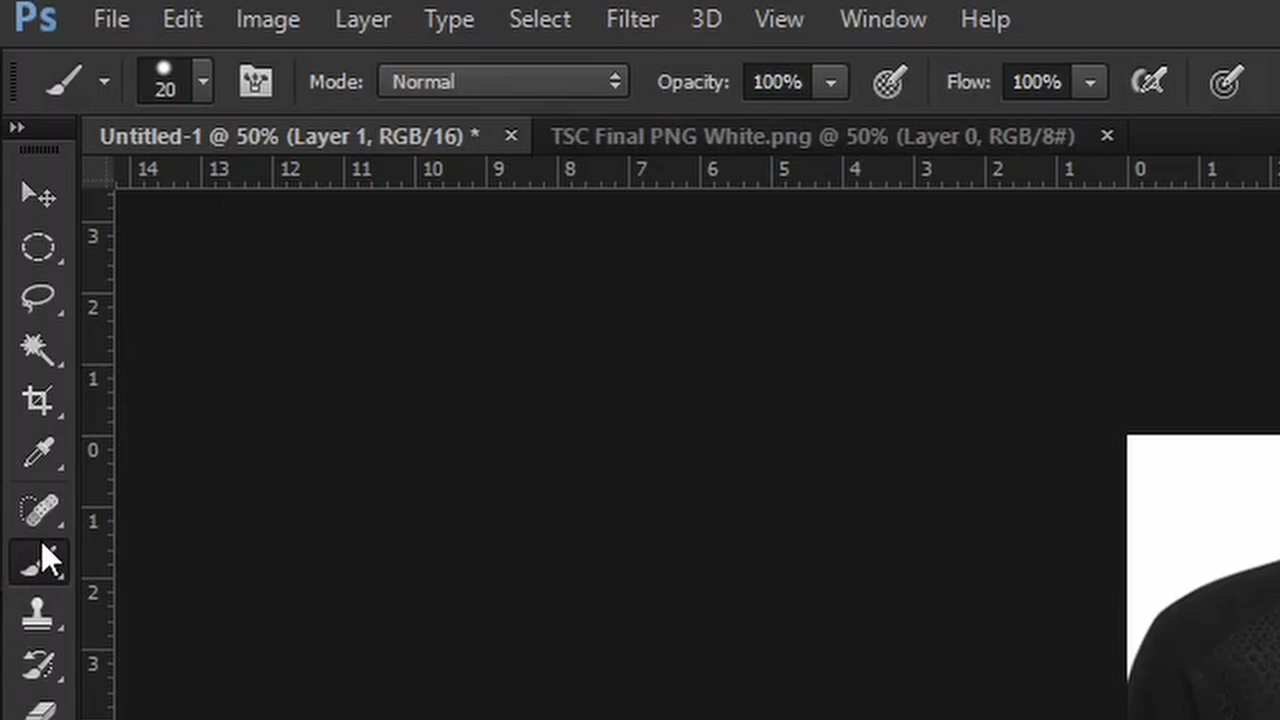 Ps File Edit Image Layer Type Select Filter 3D View Window Help
20 Mode: Normal Opacity: 100% Flow: 100%
Untitled-1 @ 50% (Layer 1, RGB/16) * × TSC Final PNG White.png @ 50% (Layer 0, RGB/8#) ×
14 13 12 11 10 9 8 7 6 5 4 3 2 1 0 1
3
2
1
0
1
2
3